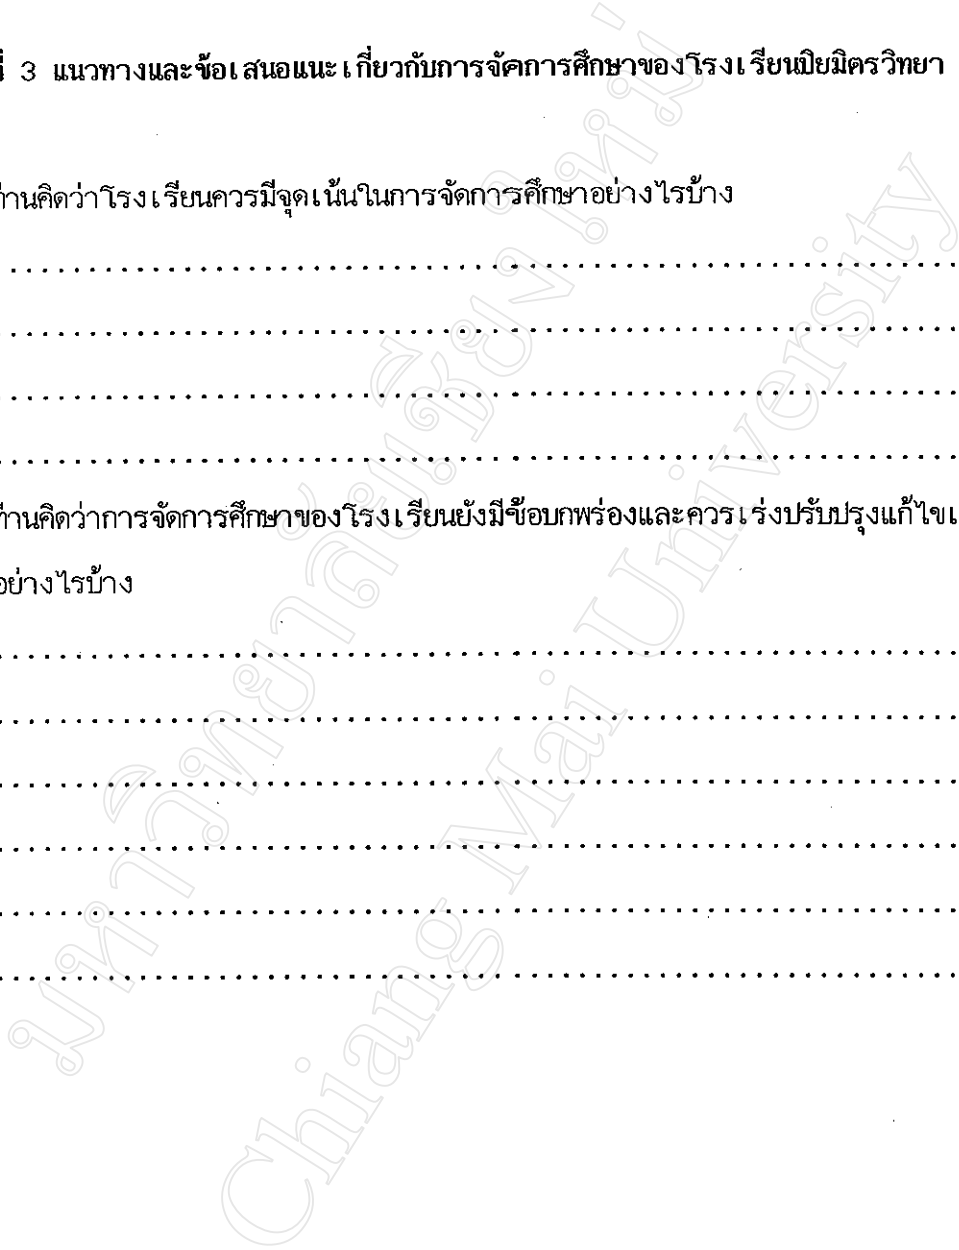 ที่ 3 แนวทางและข้อเสนอแนะเกี่ยวกับการจัดการศึกษาของโรงเรียนปิยมิตรวิทยา
ท่านคิดว่าโรงเรียนควรมีจุดเน้นในการจัดการศึกษาอย่างไรบ้าง
..............................................................
..............................................................
..............................................................
..............................................................
ท่านคิดว่าการจัดการศึกษาของโรงเรียนยังมีข้อบกพร่องและควรเร่งปรับปรุงแก้ไขเ
อย่างไรบ้าง
..............................................................
..............................................................
..............................................................
..............................................................
..............................................................
..............................................................
มหาวิทยาลัยเชียงใหม่
Chiang Mai University